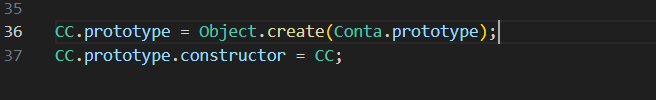 35
36 CC.prototype = Object.create(Conta.prototype);
37 CC.prototype.constructor = CC;